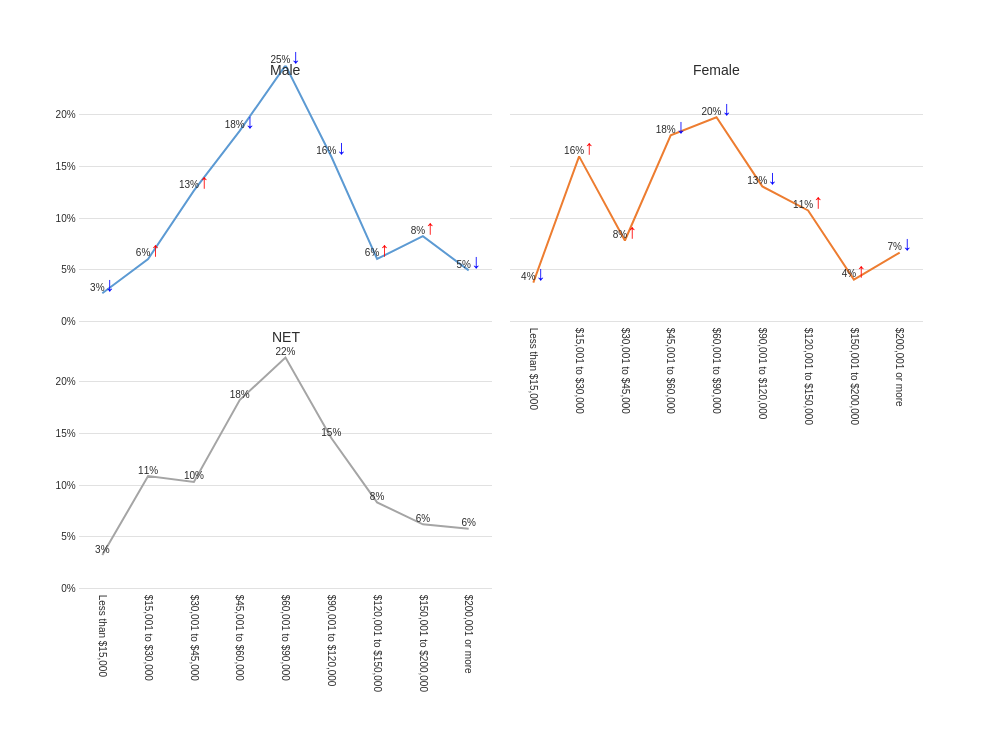 Male
25%↓
18%↓
16%↓
13%↑
6%↑
3%↓
6%↑
8%↑
5%↓
20%
15%
10%
5%
0%
Female
4%↓
16%↑
8%↑
18%↓
20%↓
13%↓
11%↑
4%↑
7%↓
Less than $15,000
$15,001 to $30,000
$30,001 to $45,000
$45,001 to $60,000
$60,001 to $90,000
$90,001 to $120,000
$120,001 to $150,000
$150,001 to $200,000
$200,001 or more
NET
3%
11%
10%
18%
22%
15%
8%
6%
6%
20%
15%
10%
5%
0%
Less than $15,000
$15,001 to $30,000
$30,001 to $45,000
$45,001 to $60,000
$60,001 to $90,000
$90,001 to $120,000
$120,001 to $150,000
$150,001 to $200,000
$200,001 or more